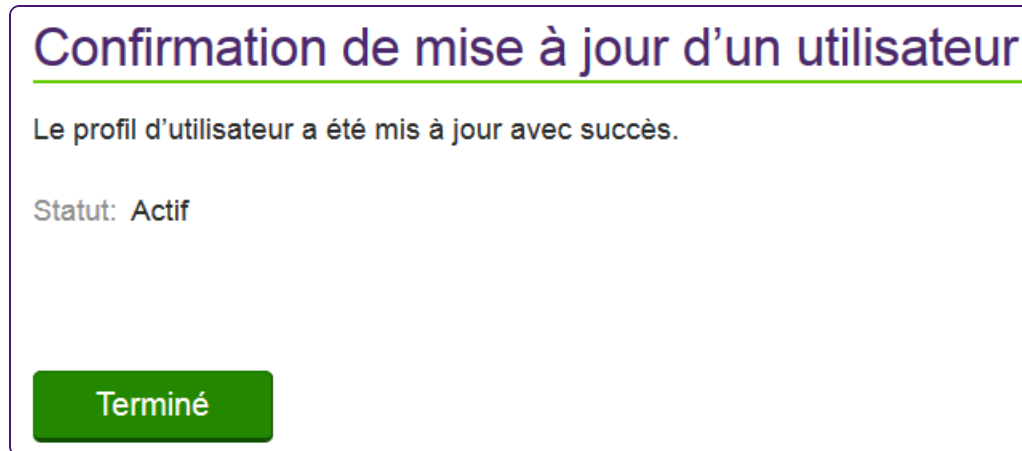 Confirmation de mise à jour d’un utilisateur
Le profil d’utilisateur a été mis à jour avec succès.
Statut: Actif
Terminé